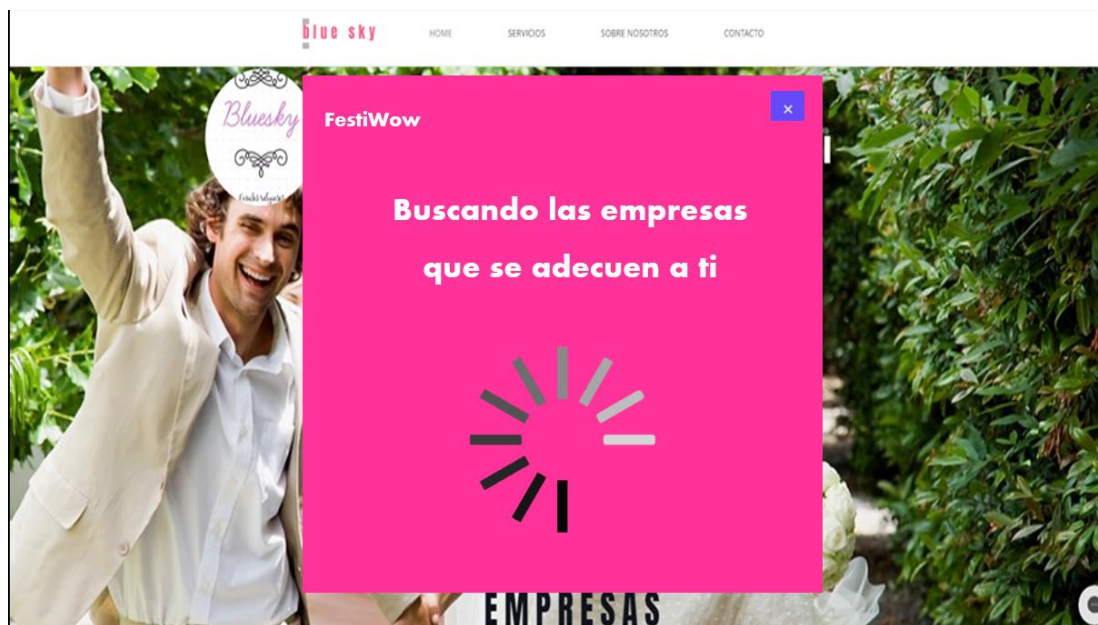 blue sky
HOME
SERVICIOS
SOBRE NOSOTROS
CONTACTO
Bluesky
FestiWow
×
Buscando las empresas
que se adecuen a ti
EMPRESAS